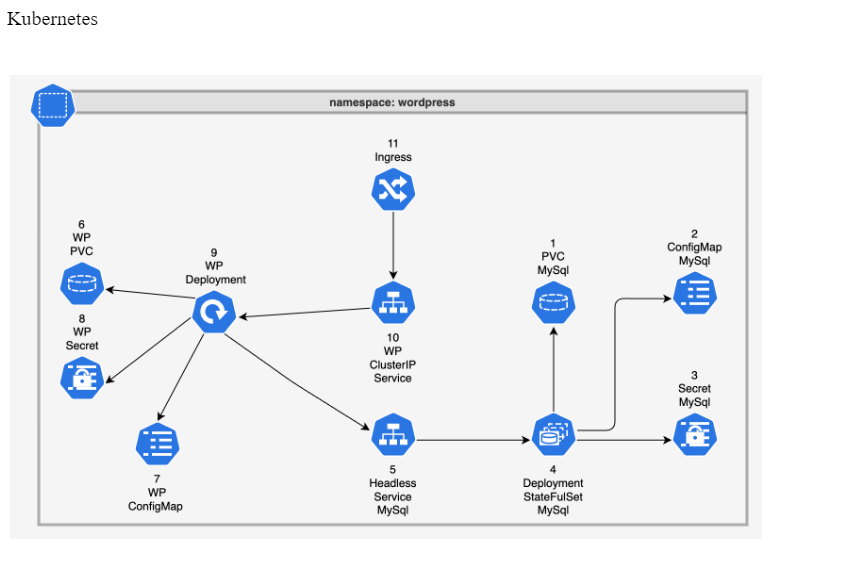 Kubernetes
namespace: wordpress
11
Ingress
6
WP
PVC
9
WP
Deployment
1
PVC
MySql
2
ConfigMap
MySql
8
WP
Secret
10
WP
ClusterIP
Service
3
Secret
MySql
7
WP
ConfigMap
5
Headless
Service
MySql
4
Deployment
StateFulSet
MySql